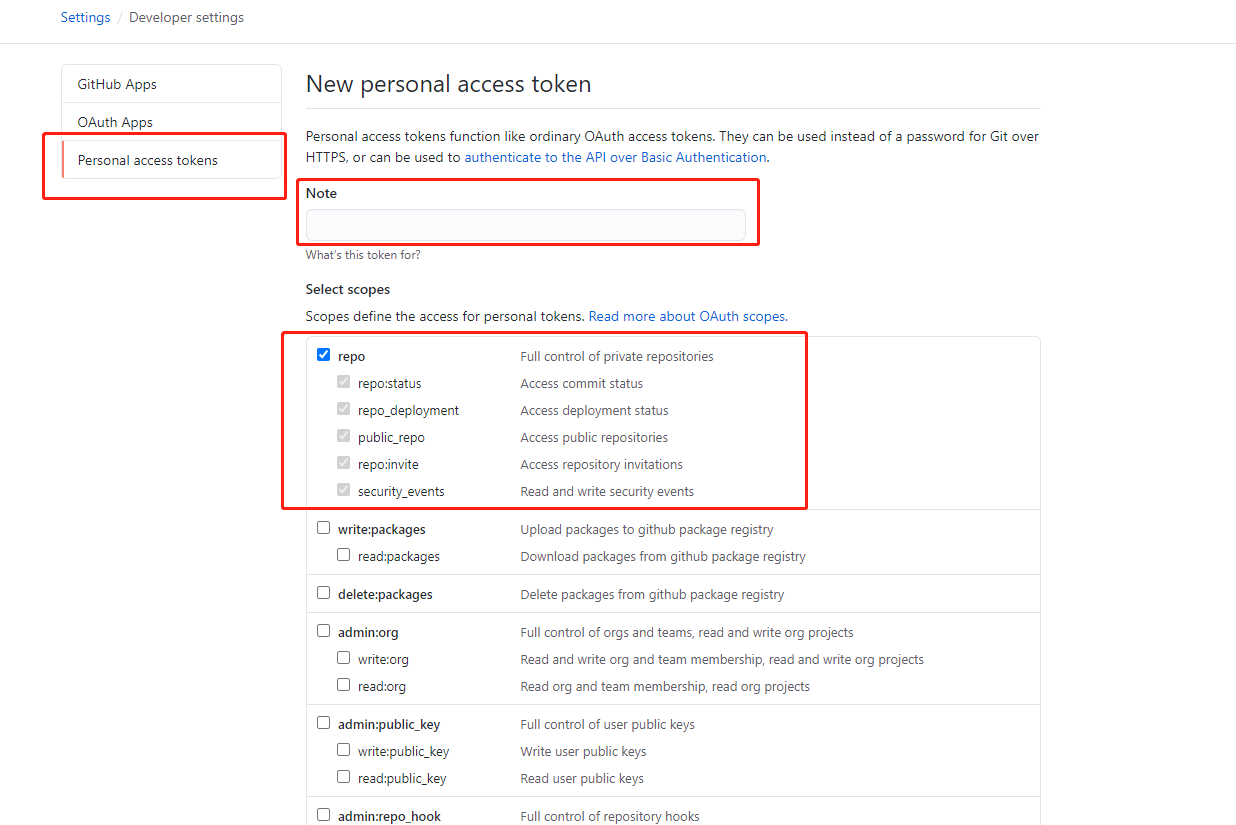 Settings / Developer settings
GitHub Apps
OAuth Apps
Personal access tokens
New personal access token
Personal access tokens function like ordinary OAuth access tokens. They can be used instead of a password for Git over
HTTPS, or can be used to authenticate to the API over Basic Authentication.
Note
What's this token for?
Select scopes
Scopes define the access for personal tokens. Read more about OAuth scopes.
repo Full control of private repositories
repo:status Access commit status
repo_deployment Access deployment status
public_repo Access public repositories
repo:invite Access repository invitations
security_events Read and write security events
write:packages Upload packages to github package registry
read:packages Download packages from github package registry
delete:packages Delete packages from github package registry
admin:org Full control of orgs and teams, read and write org projects
write:org Read and write org and team membership, read and write org projects
read:org Read org and team membership, read org projects
admin:public_key Full control of user public keys
write:public_key Write user public keys
read:public_key Read user public keys
admin:repo_hook Full control of repository hooks